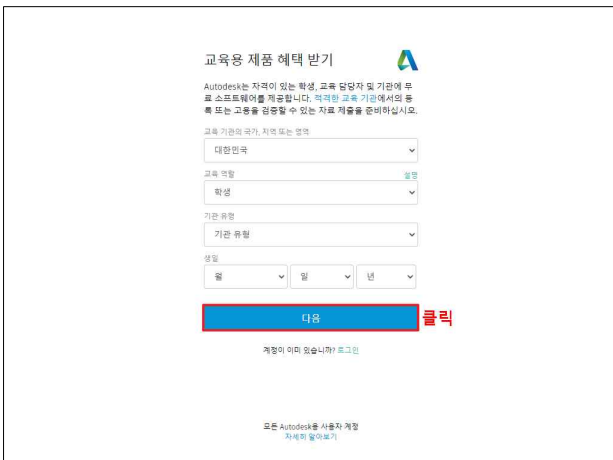 교육용 제품 혜택 받기
Autodesk는 자격이 있는 학생, 교육 담당자 및 기관에 무
료 소프트웨어를 제공합니다. 적격한 교육 기관에서의 등
록 또는 고용을 검증할 수 있는 자료 제출을 준비하십시오.
교육 기관의 국가, 지역 또는 영역
대한민국
교육 역할 설명
학생
기관 유형
기관 유형
생일
월 일 년
다음 클릭
계정이 이미 있습니까? 로그인
모든 Autodesk용 사용자 계정
자세히 알아보기